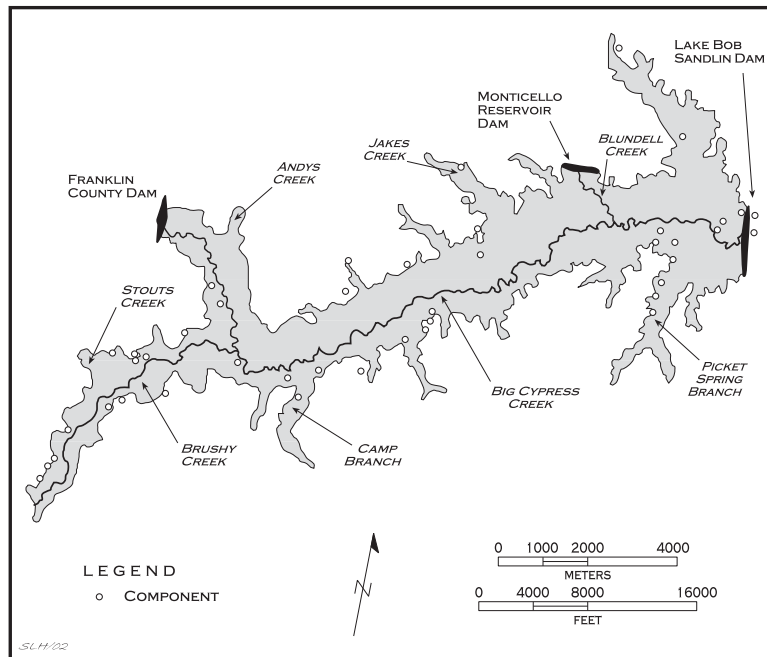 LAKE BOB
SANDLIN DAM
MONTICELLO
RESERVOIR
DAM
JAKES
CREEK
BLUNDELL
CREEK
ANDYS
CREEK
FRANKLIN
COUNTY DAM
STOUTS
CREEK
PICKET
SPRING
BRANCH
BIG CYPRESS
CREEK
BRUSHY
CREEK
CAMP
BRANCH
N
0 1000 2000 4000
METERS
0 4000 8000 16000
FEET
LEGEND
COMPONENT
SLH/02